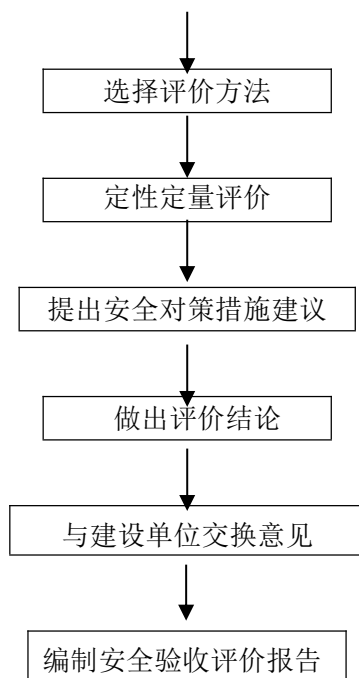 选择评价方法
定性定量评价
提出安全对策措施建议
做出评价结论
与建设单位交换意见
编制安全验收评价报告